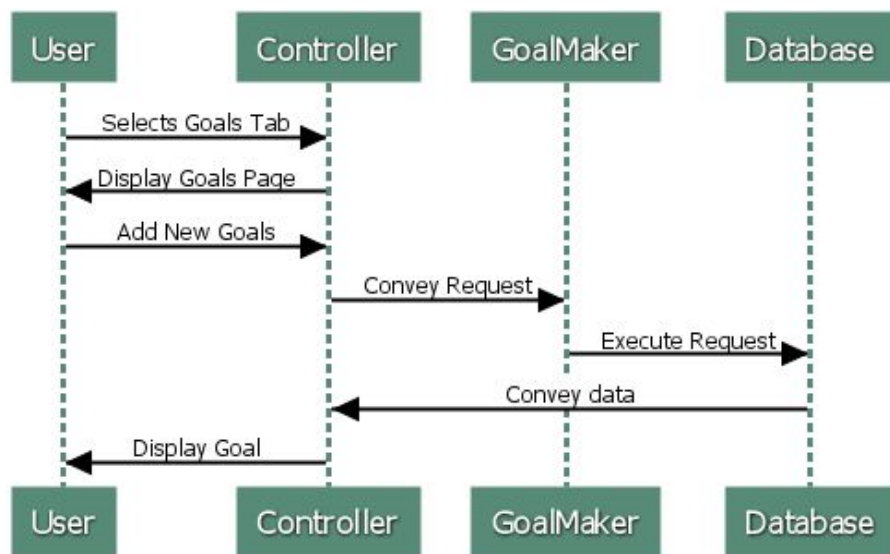 User
Controller
GoalMaker
Database
Selects Goals Tab
Display Goals Page
Add New Goals
Convey Request
Execute Request
Convey data
Display Goal
User
Controller
GoalMaker
Database